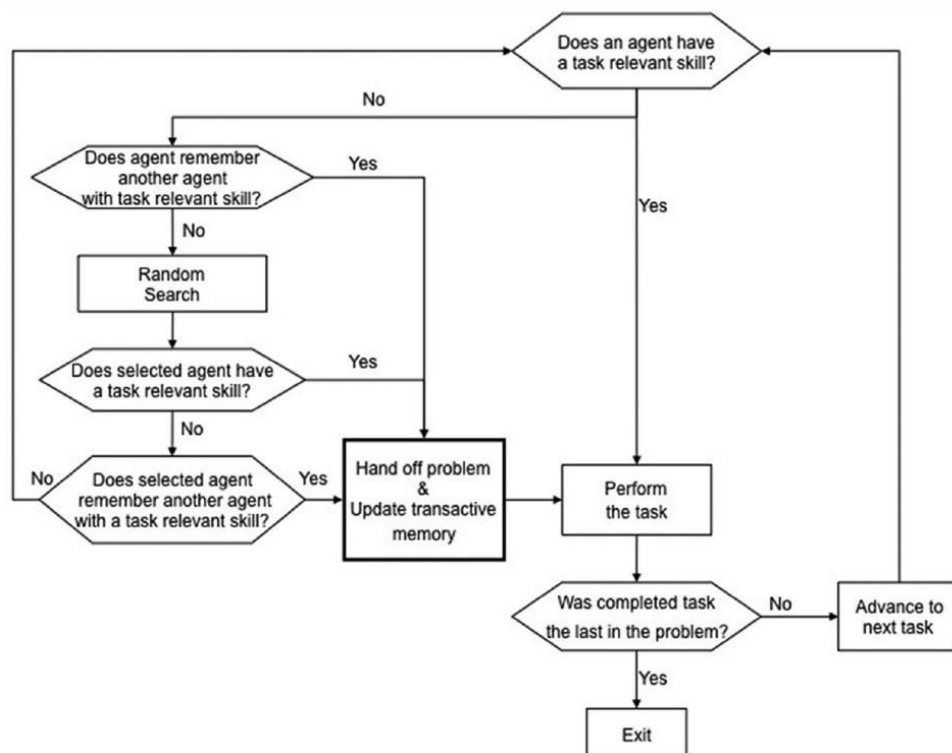 Does an agent have
a task relevant skill?
No
Does agent remember
another agent
with task relevant skill?
Yes
Yes
No
Random
Search
Does selected agent have
a task relevant skill?
Yes
No
No
Does selected agent
remember another agent
with a task relevant skill?
Yes
Hand off problem
&
Update transactive
memory
Perform
the task
Was completed task
the last in the problem?
No
Advance to
next task
Yes
Exit